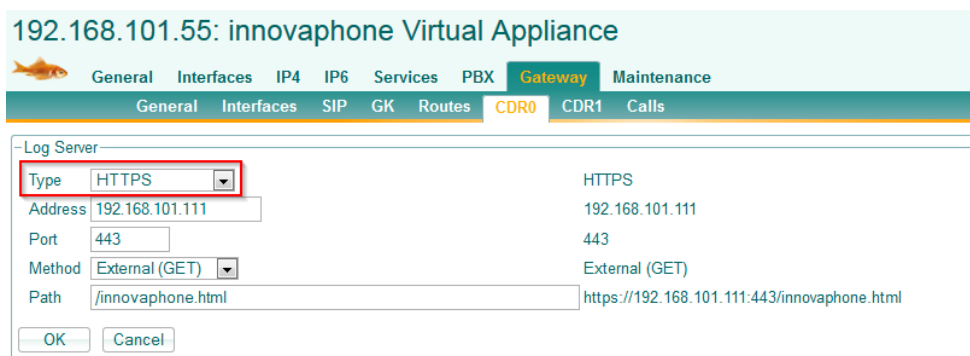 192.168.101.55: innovaphone Virtual Appliance
General Interfaces IP4 IP6 Services PBX Gateway Maintenance
General Interfaces SIP GK Routes CDR0 CDR1 Calls
Log Server
Type HTTPS HTTPS
Address 192.168.101.111 192.168.101.111
Port 443 443
Method External (GET) External (GET)
Path /innovaphone.html https://192.168.101.111:443/innovaphone.html
OK Cancel